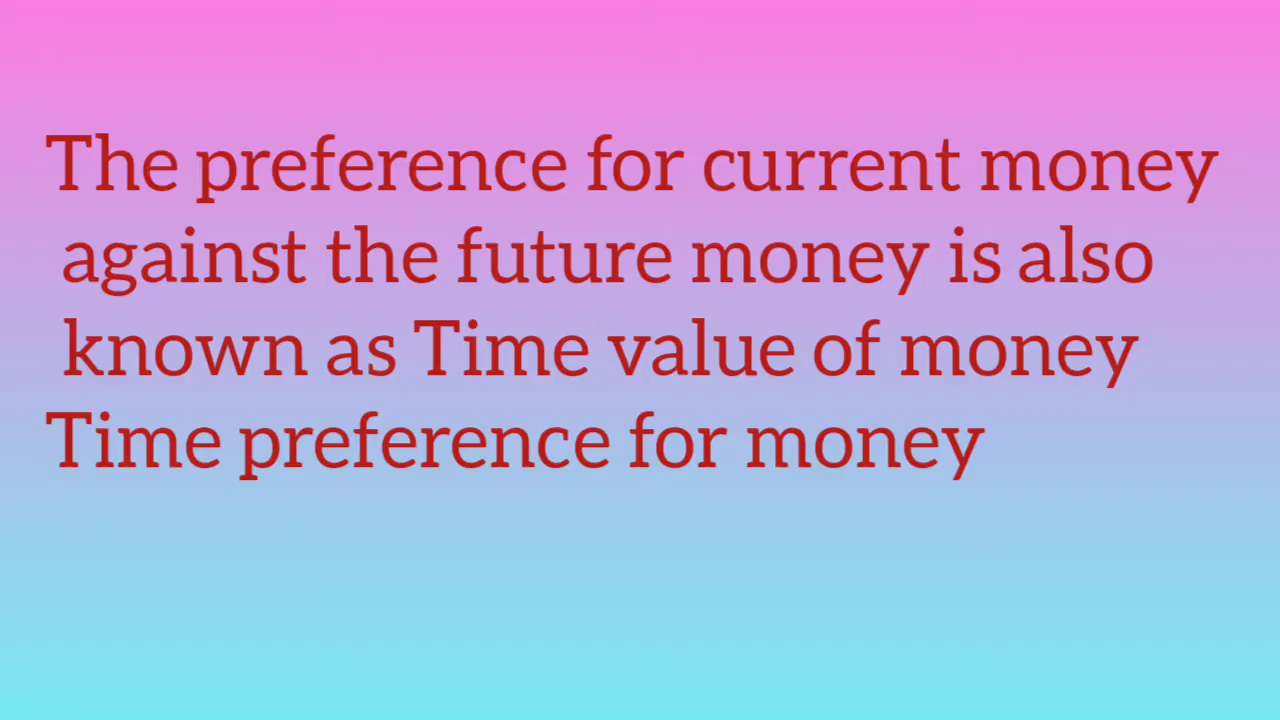 The preference for current money
against the future money is also
known as Time value of money
Time preference for money